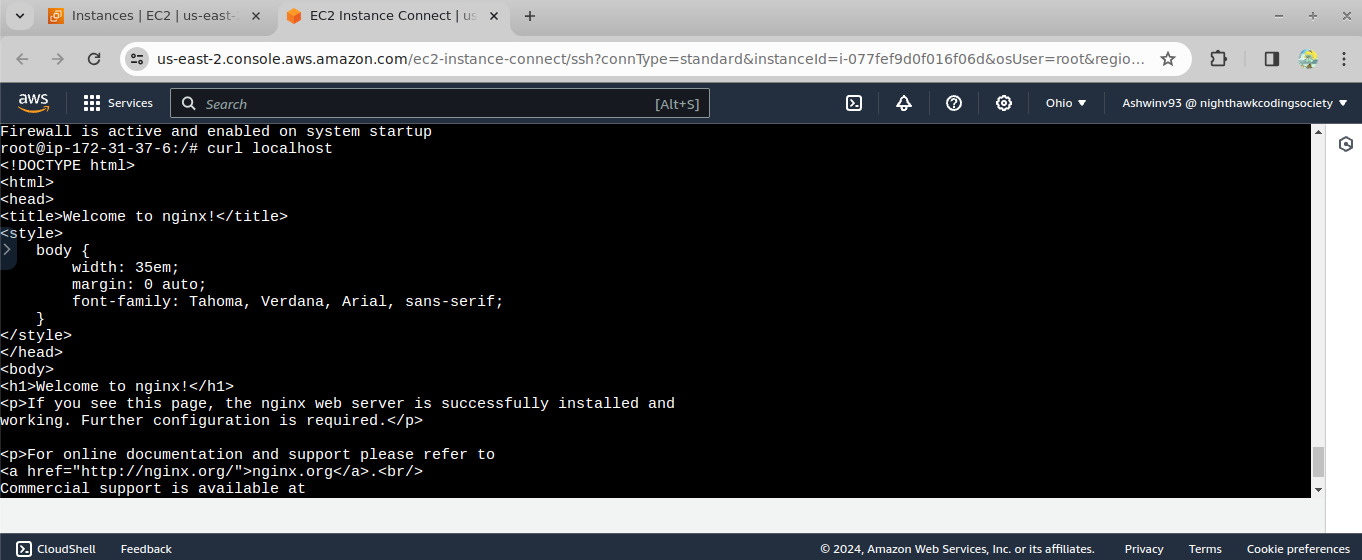 Instances | EC2 | us-east-
EC2 Instance Connect | us
us-east-2.console.aws.amazon.com/ec2-instance-connect/ssh?connType=standard&instanceId=i-077fef9d0f016f06d&osUser=root&regio...
aws Services Search [Alt+S] Ohio Ashwinv93 @ nighthawkcodingsociety
Firewall is active and enabled on system startup
root@ip-172-31-37-6:/# curl localhost
<!DOCTYPE html>
<html>
<head>
<title>Welcome to nginx!</title>
<style>
    body {
        width: 35em;
        margin: 0 auto;
        font-family: Tahoma, Verdana, Arial, sans-serif;
    }
</style>
</head>
<body>
<h1>Welcome to nginx!</h1>
<p>If you see this page, the nginx web server is successfully installed and
working. Further configuration is required.</p>

<p>For online documentation and support please refer to
<a href="http://nginx.org/">nginx.org</a>.<br/>
Commercial support is available at
CloudShell Feedback © 2024, Amazon Web Services, Inc. or its affiliates. Privacy Terms Cookie preferences